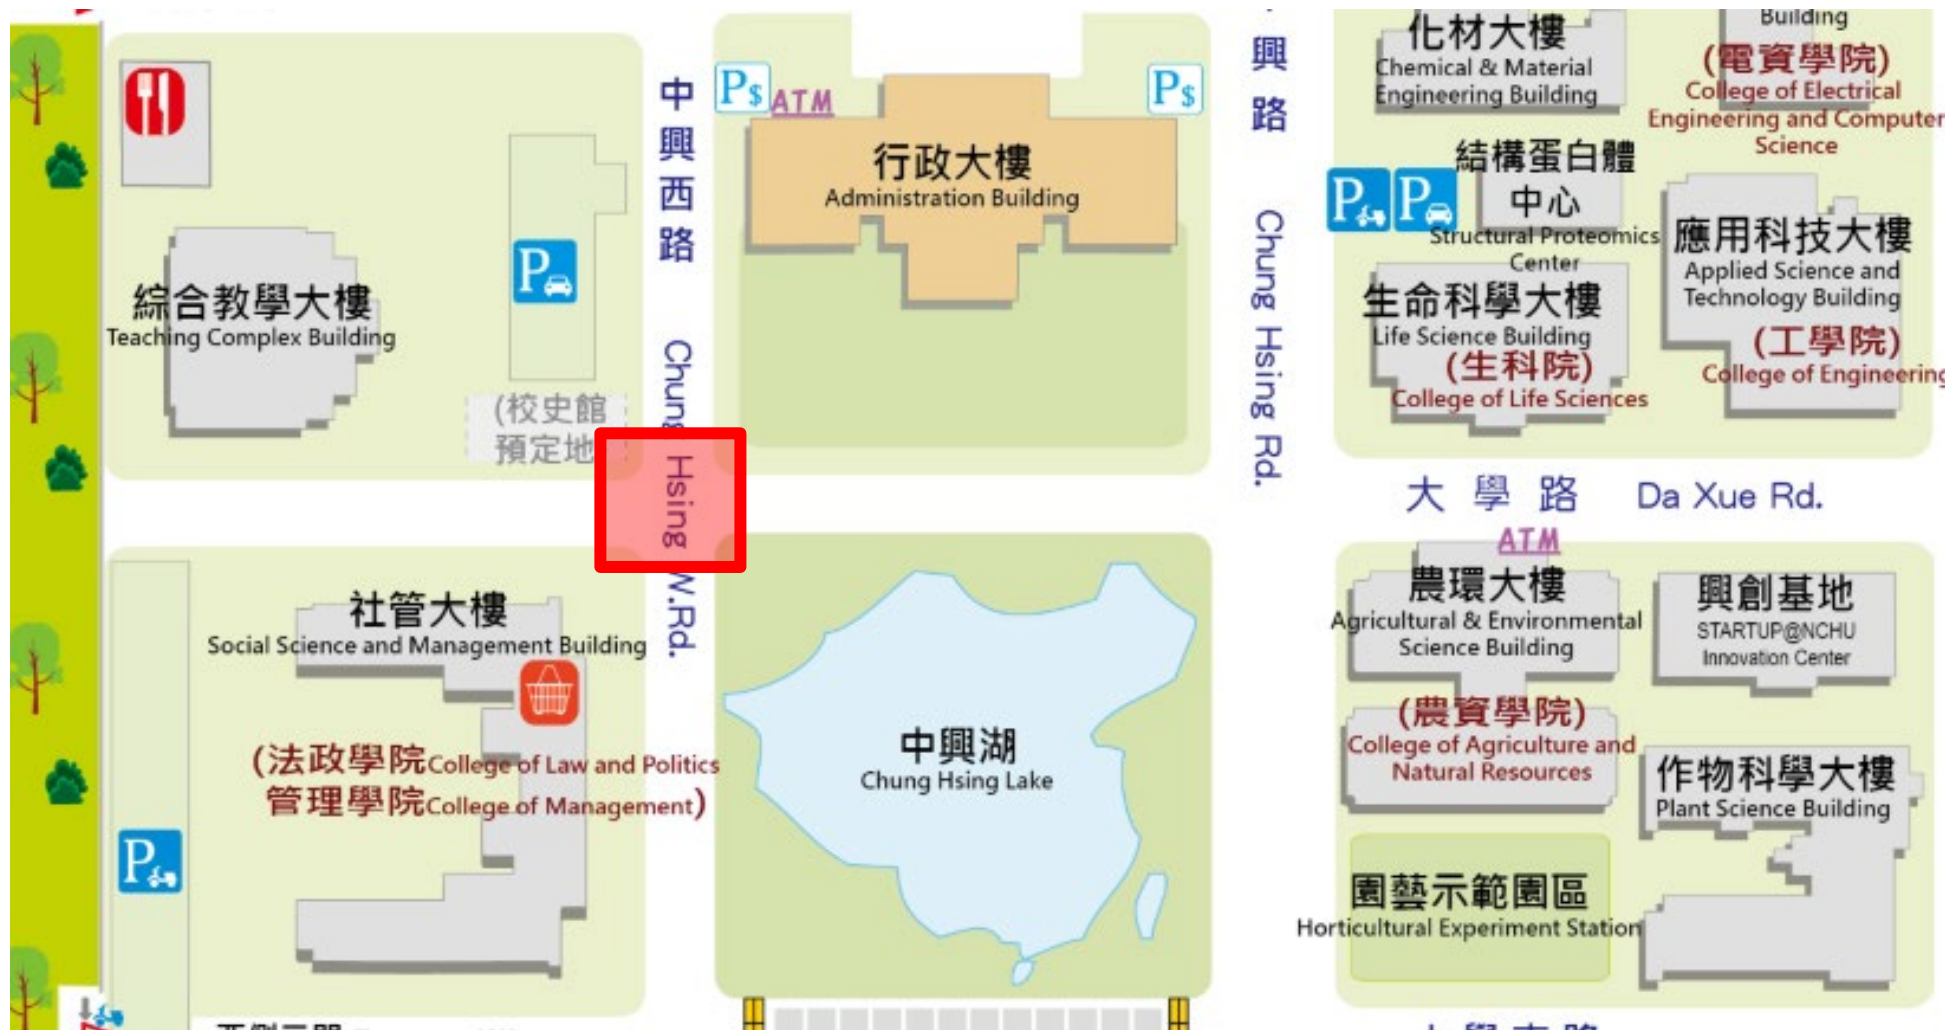 中興西路 Chung Hsing W.Rd.
P$
ATM
P$
行政大樓
Administration Building
興路 Chung Hsing Rd.
化材大樓
Chemical & Material
Engineering Building
Building
(電資學院)
College of Electrical
Engineering and Computer
Science
結構蛋白體
中心
Structural Proteomics
Center
P
P
應用科技大樓
Applied Science and
Technology Building
(工學院)
College of Engineering
生命科學大樓
Life Science Building
(生科院)
College of Life Sciences
綜合教學大樓
Teaching Complex Building
P
(校史館
預定地
大學路 Da Xue Rd.
社管大樓
Social Science and Management Building
(法政學院College of Law and Politics
管理學院College of Management)
P
中興湖
Chung Hsing Lake
ATM
農環大樓
Agricultural & Environmental
Science Building
(農資學院)
College of Agriculture and
Natural Resources
興創基地
STARTUP@NCHU
Innovation Center
作物科學大樓
Plant Science Building
園藝示範園區
Horticultural Experiment Station